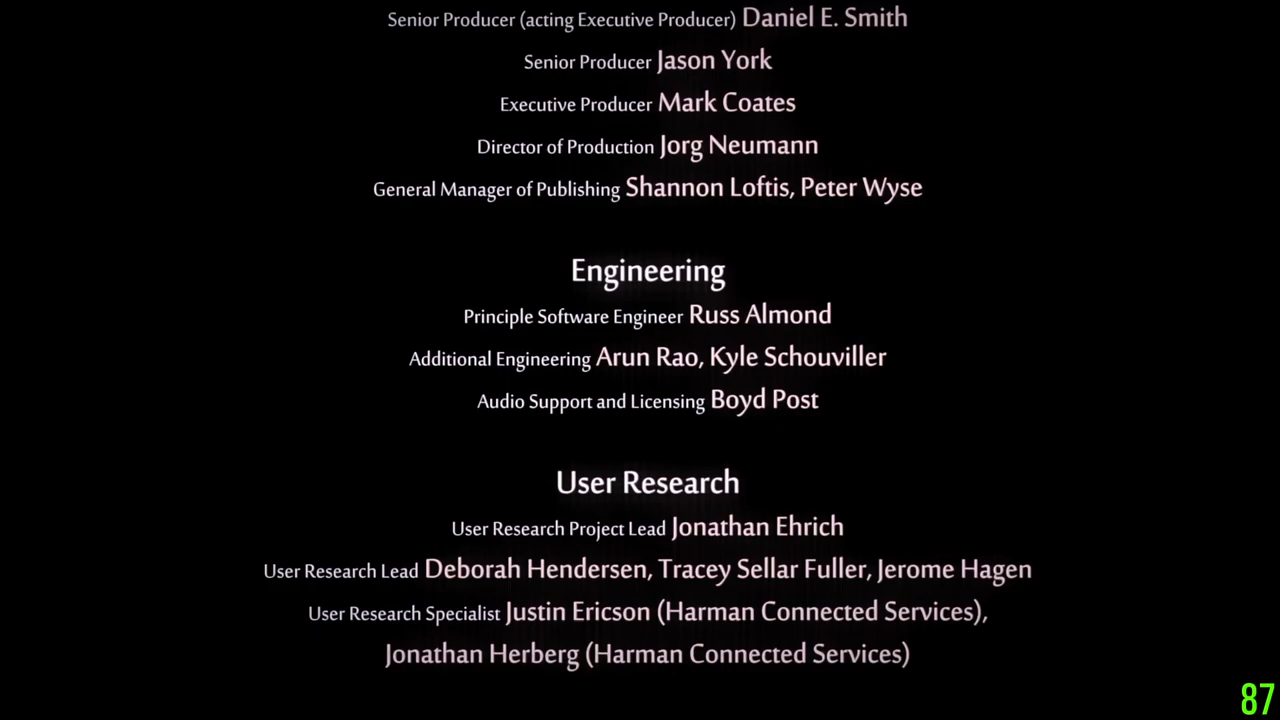 Senior Producer (acting Executive Producer) Daniel E. Smith
Senior Producer Jason York
Executive Producer Mark Coates
Director of Production Jorg Neumann
General Manager of Publishing Shannon Loftis, Peter Wyse
Engineering
Principle Software Engineer Russ Almond
Additional Engineering Arun Rao, Kyle Schouviller
Audio Support and Licensing Boyd Post
User Research
User Research Project Lead Jonathan Ehrich
User Research Lead Deborah Hendersen, Tracey Sellar Fuller, Jerome Hagen
User Research Specialist Justin Ericson (Harman Connected Services),
Jonathan Herberg (Harman Connected Services)
87